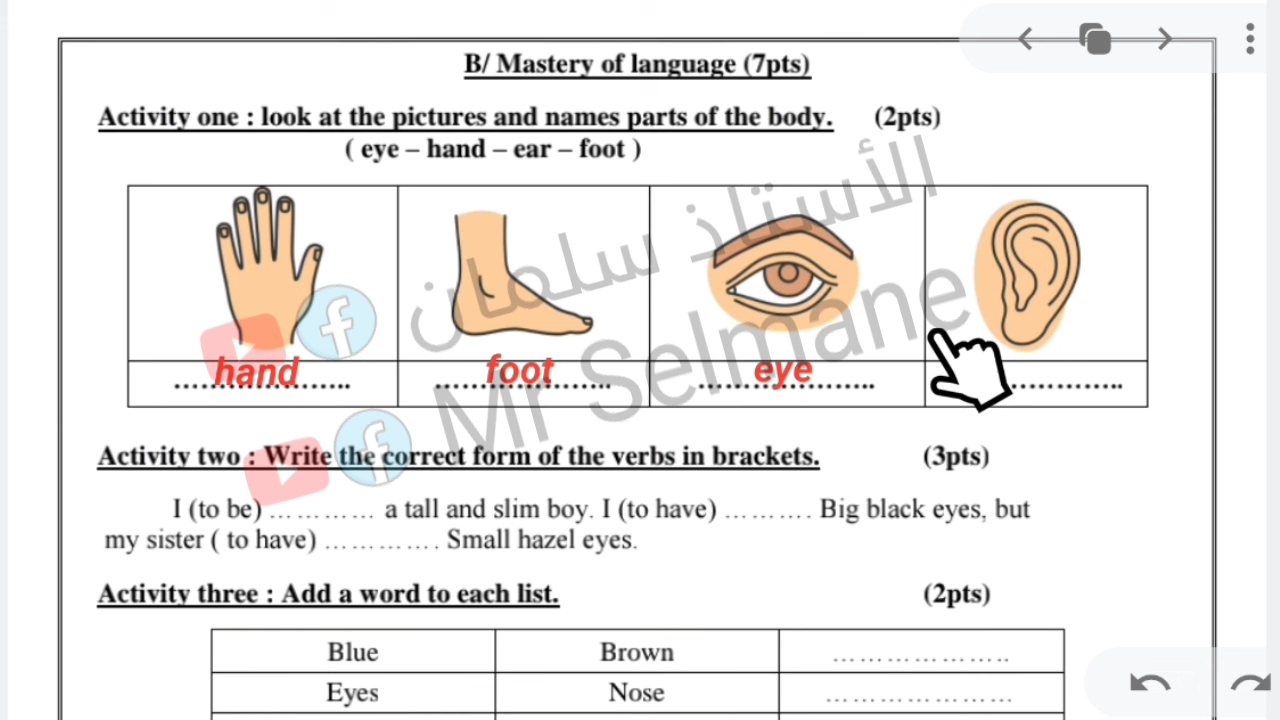 B/ Mastery of language (7pts)
Activity one : look at the pictures and names parts of the body. (2pts)
( eye – hand – ear – foot )
الأستاذ سلمان
Mr Selmane
.....hand....... .....foot....... .....eye....... .............
Activity two : Write the correct form of the verbs in brackets. (3pts)
I (to be) ………… a tall and slim boy. I (to have) ………. Big black eyes, but
my sister ( to have) …………. Small hazel eyes.
Activity three : Add a word to each list. (2pts)
Blue Brown ………………..
Eyes Nose …………………